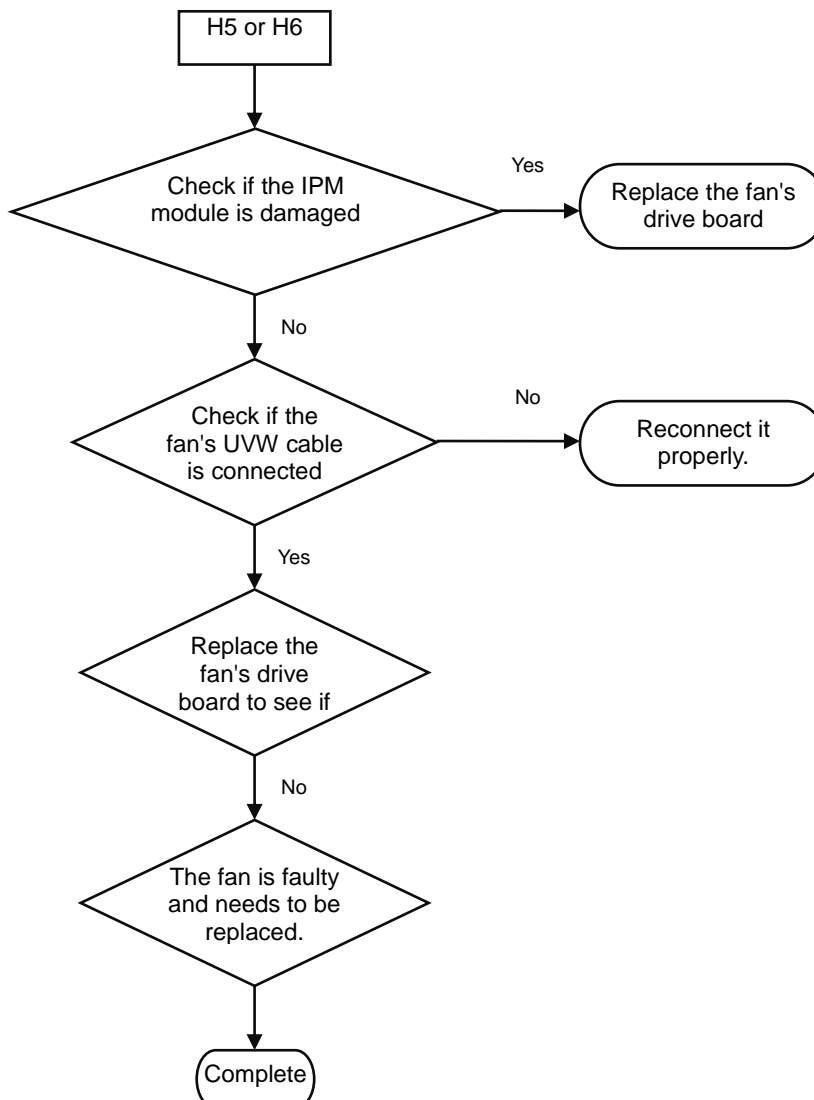 H5 or H6
Check if the IPM
module is damaged
Yes
Replace the fan's
drive board
No
Check if the
fan's UVW cable
is connected
No
Reconnect it
properly.
Yes
Replace the
fan's drive
board to see if
No
The fan is faulty
and needs to be
replaced.
Complete